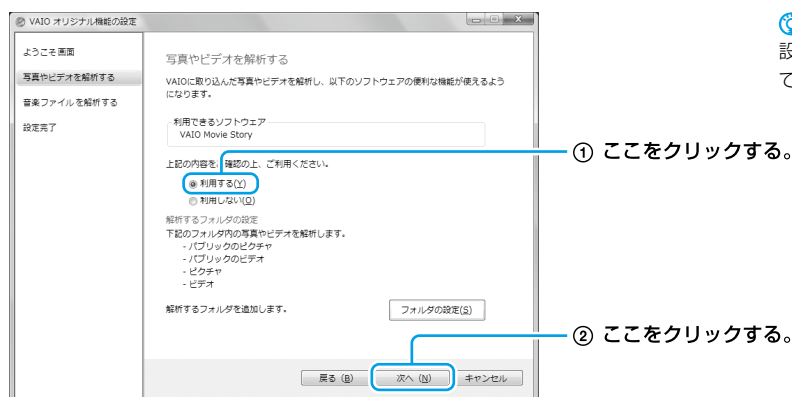 VAIO オリジナル機能の設定
ようこそ画面
写真やビデオを解析する
音楽ファイルを解析する
設定完了
写真やビデオを解析する
VAIOに取り込んだ写真やビデオを解析し、以下のソフトウェアの便利な機能が使えるよう
になります。
利用できるソフトウェア
VAIO Movie Story
上記の内容を 確認の上、ご利用ください。
利用する(Y)
利用しない(O)
解析するフォルダの設定
下記のフォルダ内の写真やビデオを解析します。
- パブリックのピクチャ
- パブリックのビデオ
- ピクチャ
- ビデオ
解析するフォルダを追加します。
フォルダの設定(S)
戻る (B)
次へ (N)
キャンセル
① ここをクリックする。
② ここをクリックする。
設
て